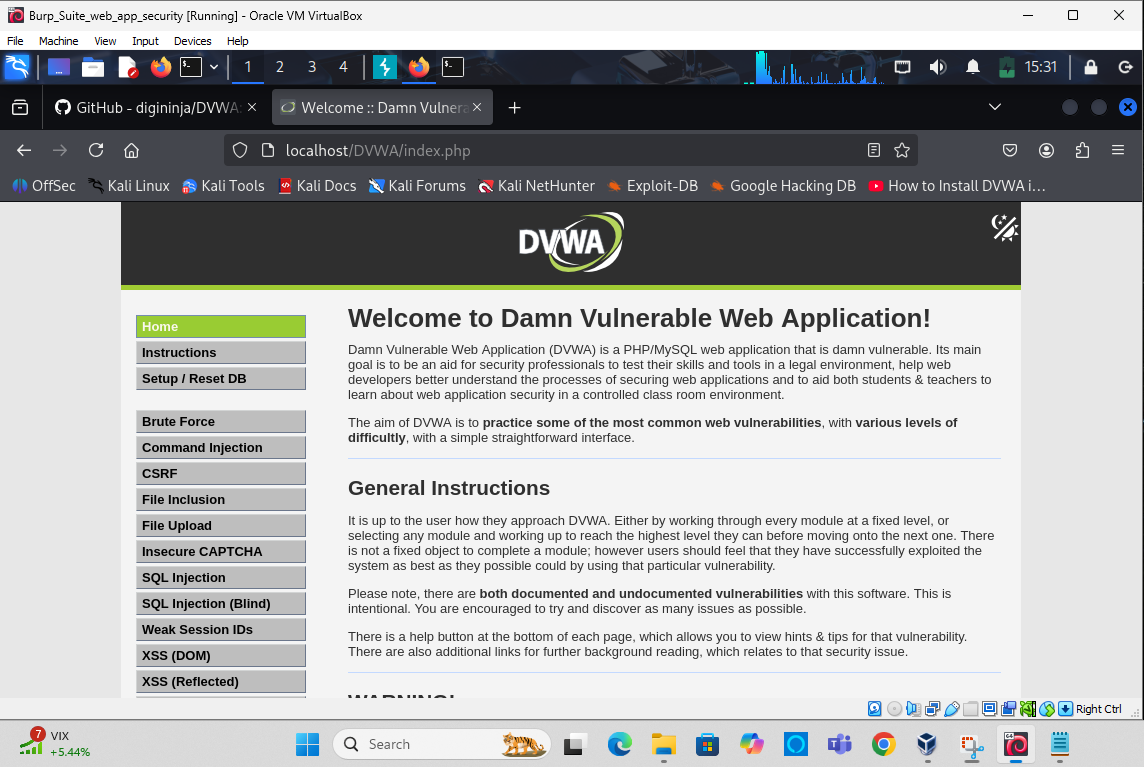 Burp_Suite_web_app_security [Running] - Oracle VM VirtualBox
File Machine View Input Devices Help
1 2 3 4 15:31
GitHub - digininja/DVWA: Welcome :: Damn Vulnera
localhost/DVWA/index.php
OffSec Kali Linux Kali Tools Kali Docs Kali Forums Kali NetHunter Exploit-DB Google Hacking DB How to Install DVWA i…
DVWA
Home
Instructions
Setup / Reset DB
Brute Force
Command Injection
CSRF
File Inclusion
File Upload
Insecure CAPTCHA
SQL Injection
SQL Injection (Blind)
Weak Session IDs
XSS (DOM)
XSS (Reflected)
Welcome to Damn Vulnerable Web Application!
Damn Vulnerable Web Application (DVWA) is a PHP/MySQL web application that is damn vulnerable. Its main
goal is to be an aid for security professionals to test their skills and tools in a legal environment, help web
developers better understand the processes of securing web applications and to aid both students & teachers to
learn about web application security in a controlled class room environment.
The aim of DVWA is to practice some of the most common web vulnerabilities, with various levels of
difficultly, with a simple straightforward interface.
General Instructions
It is up to the user how they approach DVWA. Either by working through every module at a fixed level, or
selecting any module and working up to reach the highest level they can before moving onto the next one. There
is not a fixed object to complete a module; however users should feel that they have successfully exploited the
system as best as they possible could by using that particular vulnerability.
Please note, there are both documented and undocumented vulnerabilities with this software. This is
intentional. You are encouraged to try and discover as many issues as possible.
There is a help button at the bottom of each page, which allows you to view hints & tips for that vulnerability.
There are also additional links for further background reading, which relates to that security issue.
WARNING!
Right Ctrl
7 VIX
+5.44%
Search